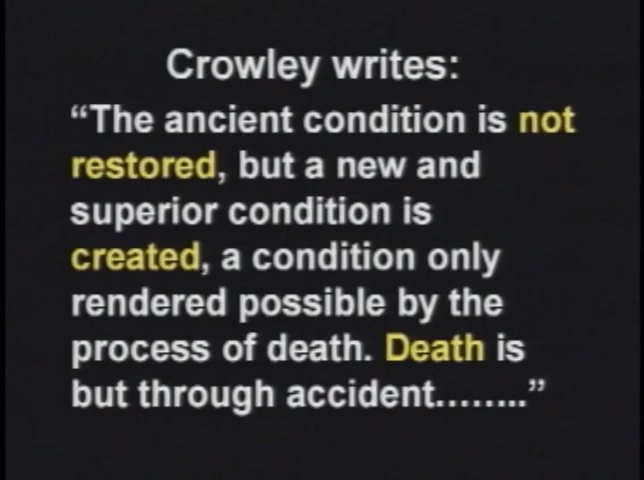 Crowley writes:
“The ancient condition is not
restored, but a new and
superior condition is
created, a condition only
rendered possible by the
process of death. Death is
but through accident........”